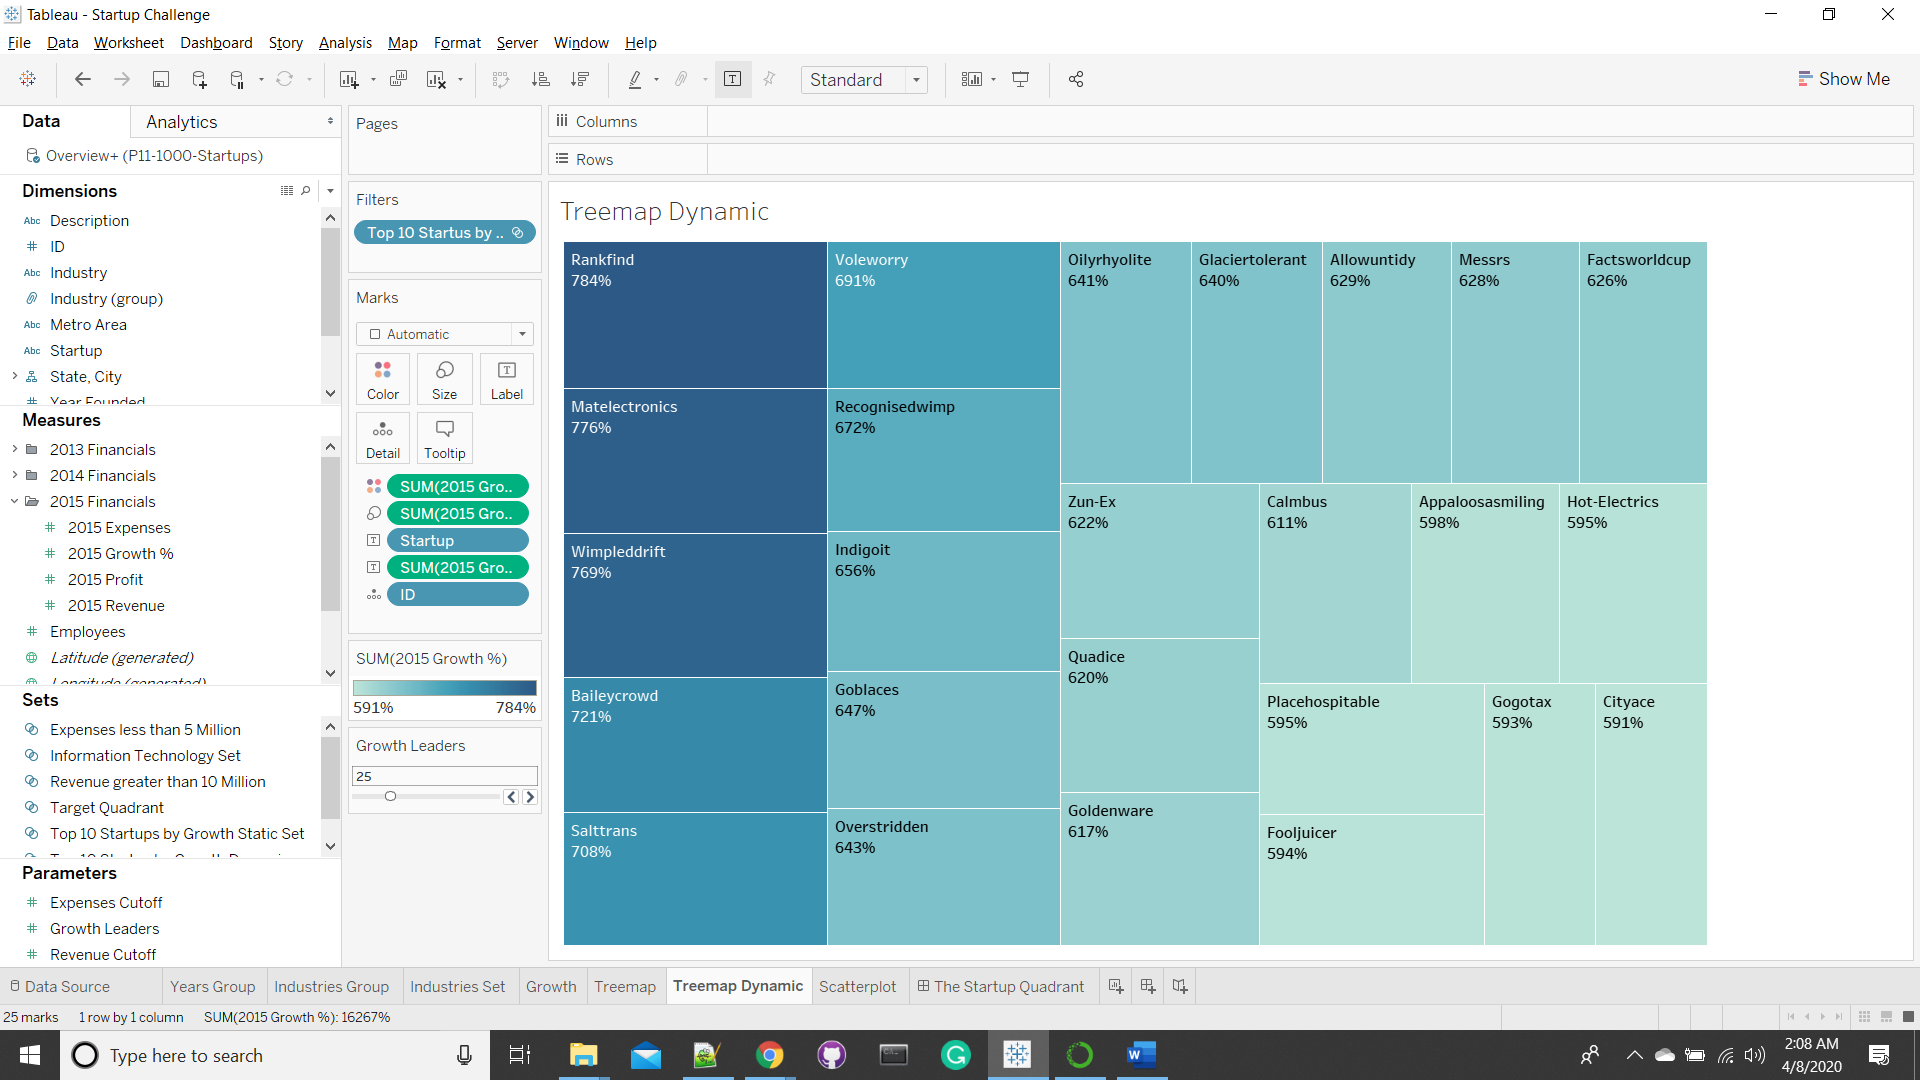 Tableau - Startup Challenge
File Data Worksheet Dashboard Story Analysis Map Format Server Window Help
Standard
Show Me
Data
Analytics
Overview+ (P11-1000-Startups)
Dimensions
Abc Description
ID
Abc Industry
Industry (group)
Abc Metro Area
Abc Startup
State, City
Year Founded
Measures
2013 Financials
2014 Financials
2015 Financials
2015 Expenses
2015 Growth %
2015 Profit
2015 Revenue
Employees
Latitude (generated)
Longitude (generated)
Sets
Expenses less than 5 Million
Information Technology Set
Revenue greater than 10 Million
Target Quadrant
Top 10 Startups by Growth Static Set
Parameters
Expenses Cutoff
Growth Leaders
Revenue Cutoff
Pages
Filters
Top 10 Startus by ..
Marks
Automatic
Color Size Label
Detail Tooltip
SUM(2015 Gro..
SUM(2015 Gro..
Startup
SUM(2015 Gro..
ID
SUM(2015 Growth %)
591% 784%
Growth Leaders
25
Columns
Rows
Treemap Dynamic
Rankfind
784%
Matelectronics
776%
Wimpleddrift
769%
Baileycrowd
721%
Salttrans
708%
Voleworry
691%
Recognisedwimp
672%
Indigoit
656%
Goblaces
647%
Overstridden
643%
Oilyrhyolite
641%
Glaciertolerant
640%
Allowuntidy
629%
Messrs
628%
Factsworldcup
626%
Zun-Ex
622%
Quadice
620%
Goldenware
617%
Calmbus
611%
Appaloosasmiling
598%
Hot-Electrics
595%
Placehospitable
595%
Fooljuicer
594%
Gogotax
593%
Cityace
591%
Data Source Years Group Industries Group Industries Set Growth Treemap Treemap Dynamic Scatterplot The Startup Quadrant
25 marks 1 row by 1 column SUM(2015 Growth %): 16267%
Type here to search
2:08 AM
4/8/2020